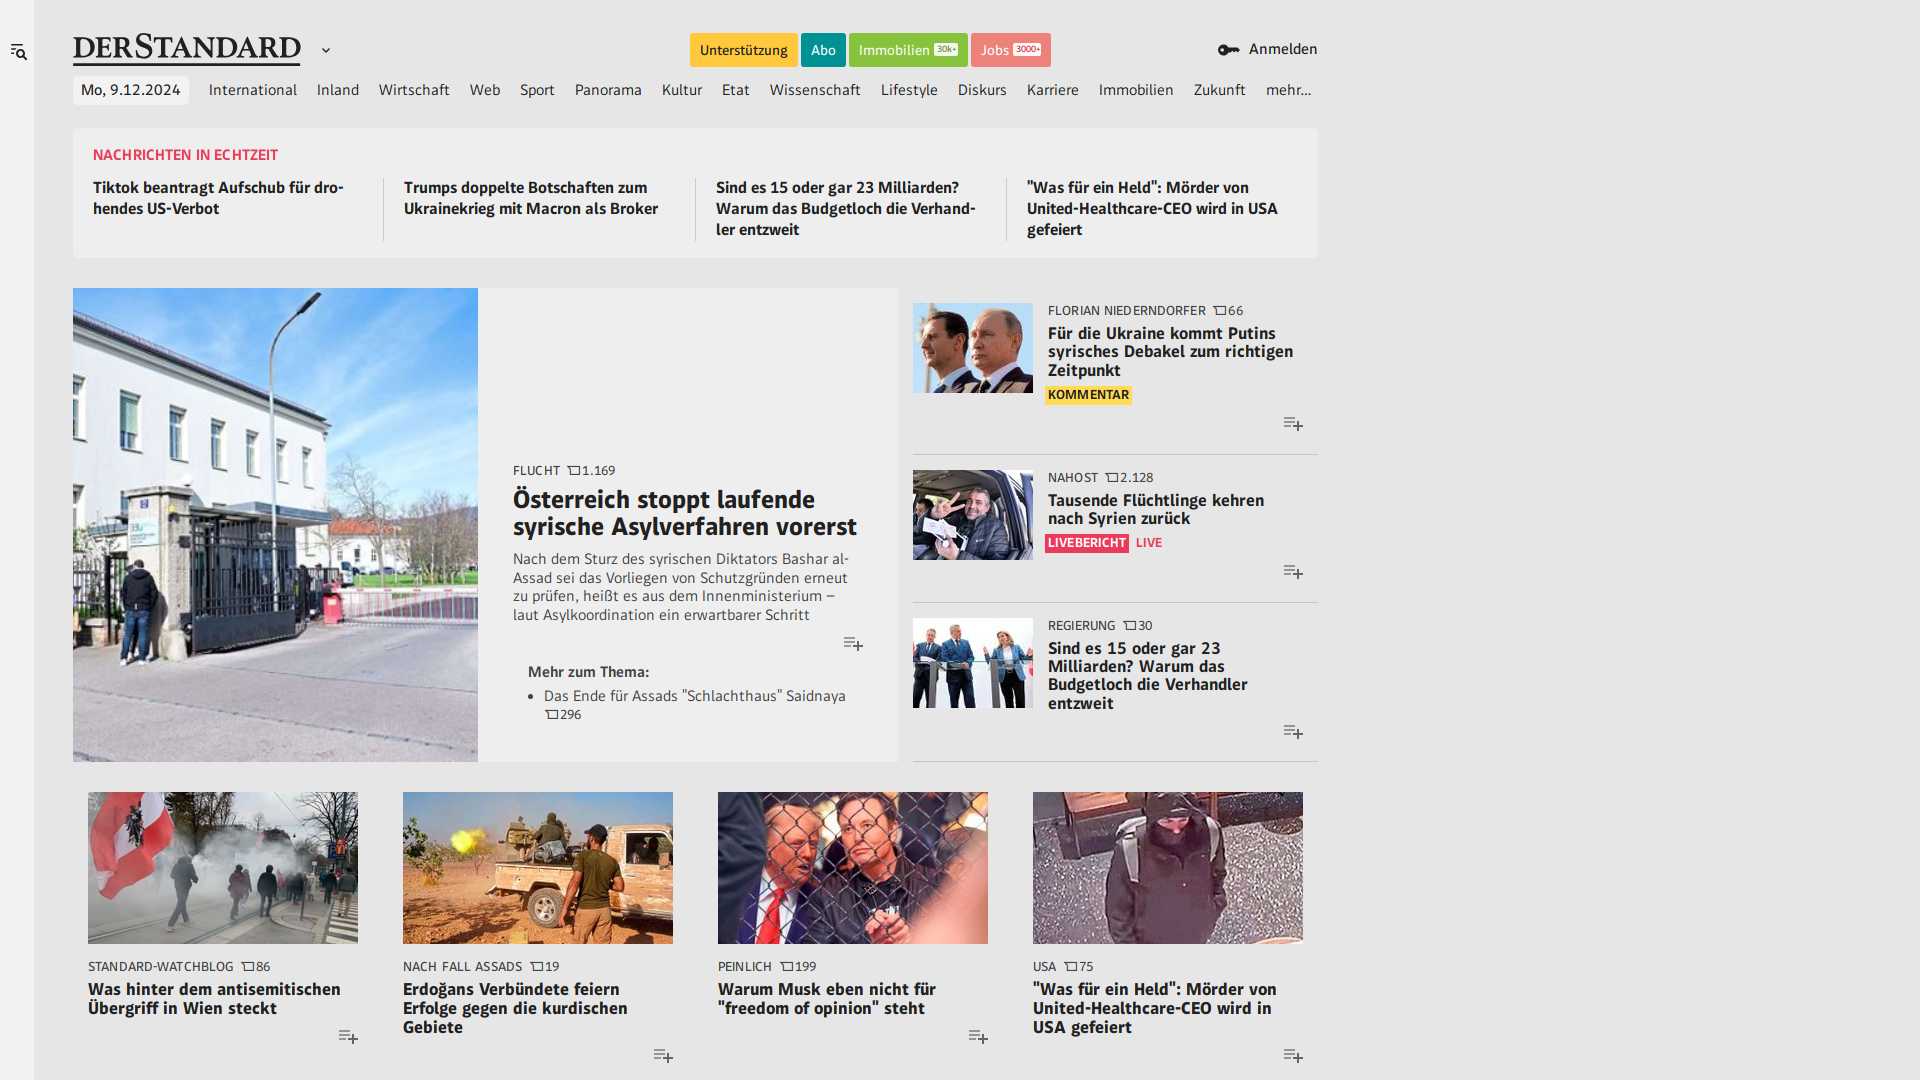 DERSTANDARD
Unterstützung
Abo
Immobilien 30k+
Jobs 3000+
Anmelden
Mo, 9.12.2024
International
Inland
Wirtschaft
Web
Sport
Panorama
Kultur
Etat
Wissenschaft
Lifestyle
Diskurs
Karriere
Immobilien
Zukunft
mehr...
NACHRICHTEN IN ECHTZEIT
Tiktok beantragt Aufschub für dro-
hendes US-Verbot
Trumps doppelte Botschaften zum
Ukrainekrieg mit Macron als Broker
Sind es 15 oder gar 23 Milliarden?
Warum das Budgetloch die Verhand-
ler entzweit
"Was für ein Held": Mörder von
United-Healthcare-CEO wird in USA
gefeiert
FLUCHT 1.169
Österreich stoppt laufende
syrische Asylverfahren vorerst
Nach dem Sturz des syrischen Diktators Bashar al-
Assad sei das Vorliegen von Schutzgründen erneut
zu prüfen, heißt es aus dem Innenministerium –
laut Asylkoordination ein erwartbarer Schritt
Mehr zum Thema:
• Das Ende für Assads "Schlachthaus" Saidnaya
296
FLORIAN NIEDERNDORFER 66
Für die Ukraine kommt Putins
syrisches Debakel zum richtigen
Zeitpunkt
KOMMENTAR
NAHOST 2.128
Tausende Flüchtlinge kehren
nach Syrien zurück
LIVEBERICHT LIVE
REGIERUNG 30
Sind es 15 oder gar 23
Milliarden? Warum das
Budgetloch die Verhandler
entzweit
STANDARD-WATCHBLOG 86
Was hinter dem antisemitischen
Übergriff in Wien steckt
NACH FALL ASSADS 19
Erdoğans Verbündete feiern
Erfolge gegen die kurdischen
Gebiete
PEINLICH 199
Warum Musk eben nicht für
"freedom of opinion" steht
USA 75
"Was für ein Held": Mörder von
United-Healthcare-CEO wird in
USA gefeiert